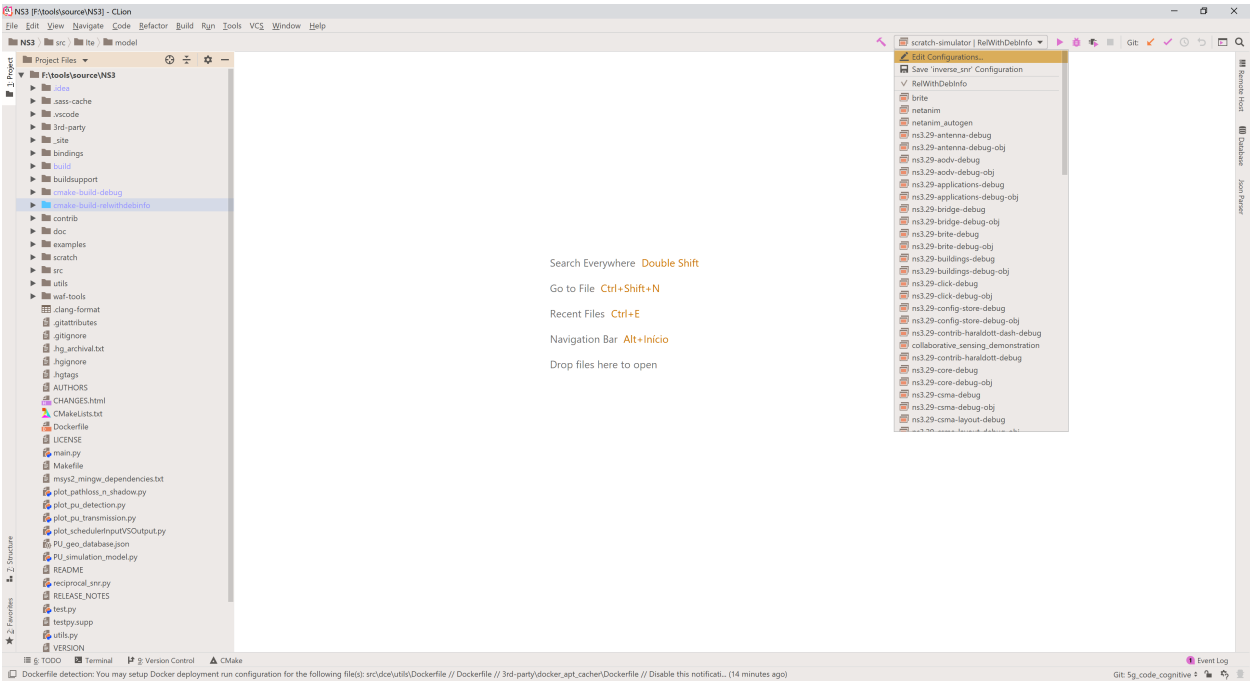 NS3 [F:\tools\source\NS3] - CLion
File Edit View Navigate Code Refactor Build Run Tools VCS Window Help
NS3 src lte model
scratch-simulator | RelWithDebInfo
Git:
Project Files
1: Project
F:\tools\source\NS3
.idea
.sass-cache
.vscode
3rd-party
_site
bindings
build
buildsupport
cmake-build-debug
cmake-build-relwithdebinfo
contrib
doc
examples
scratch
src
utils
waf-tools
.clang-format
.gitattributes
.gitignore
.hg_archival.txt
.hgignore
.hgtags
AUTHORS
CHANGES.html
CMakeLists.txt
Dockerfile
LICENSE
main.py
Makefile
msys2_mingw_dependencies.txt
plot_pathloss_n_shadow.py
plot_pu_detection.py
plot_pu_transmission.py
plot_schedulerInputVSOutput.py
PU_geo_database.json
PU_simulation_model.py
README
reciprocal_snr.py
RELEASE_NOTES
test.py
testpy.supp
utils.py
VERSION
7: Structure
2: Favorites
Search Everywhere Double Shift
Go to File Ctrl+Shift+N
Recent Files Ctrl+E
Navigation Bar Alt+Início
Drop files here to open
Edit Configurations...
Save 'inverse_snr' Configuration
RelWithDebInfo
brite
netanim
netanim_autogen
ns3.29-antenna-debug
ns3.29-antenna-debug-obj
ns3.29-aodv-debug
ns3.29-aodv-debug-obj
ns3.29-applications-debug
ns3.29-applications-debug-obj
ns3.29-bridge-debug
ns3.29-bridge-debug-obj
ns3.29-brite-debug
ns3.29-brite-debug-obj
ns3.29-buildings-debug
ns3.29-buildings-debug-obj
ns3.29-click-debug
ns3.29-click-debug-obj
ns3.29-config-store-debug
ns3.29-config-store-debug-obj
ns3.29-contrib-haraldott-dash-debug
collaborative_sensing_demonstration
ns3.29-contrib-haraldott-debug
ns3.29-core-debug
ns3.29-core-debug-obj
ns3.29-csma-debug
ns3.29-csma-debug-obj
ns3.29-csma-layout-debug
ns3.29-csma-layout-debug-obj
Remote Host
Database
Json Parser
6: TODO Terminal 9: Version Control CMake
1 Event Log
Dockerfile detection: You may setup Docker deployment run configuration for the following file(s): src\dce\utils\Dockerfile // Dockerfile // 3rd-party\docker_apt_cacher\Dockerfile // Disable this notificati... (14 minutes ago)
Git: 5g_code_cognitive